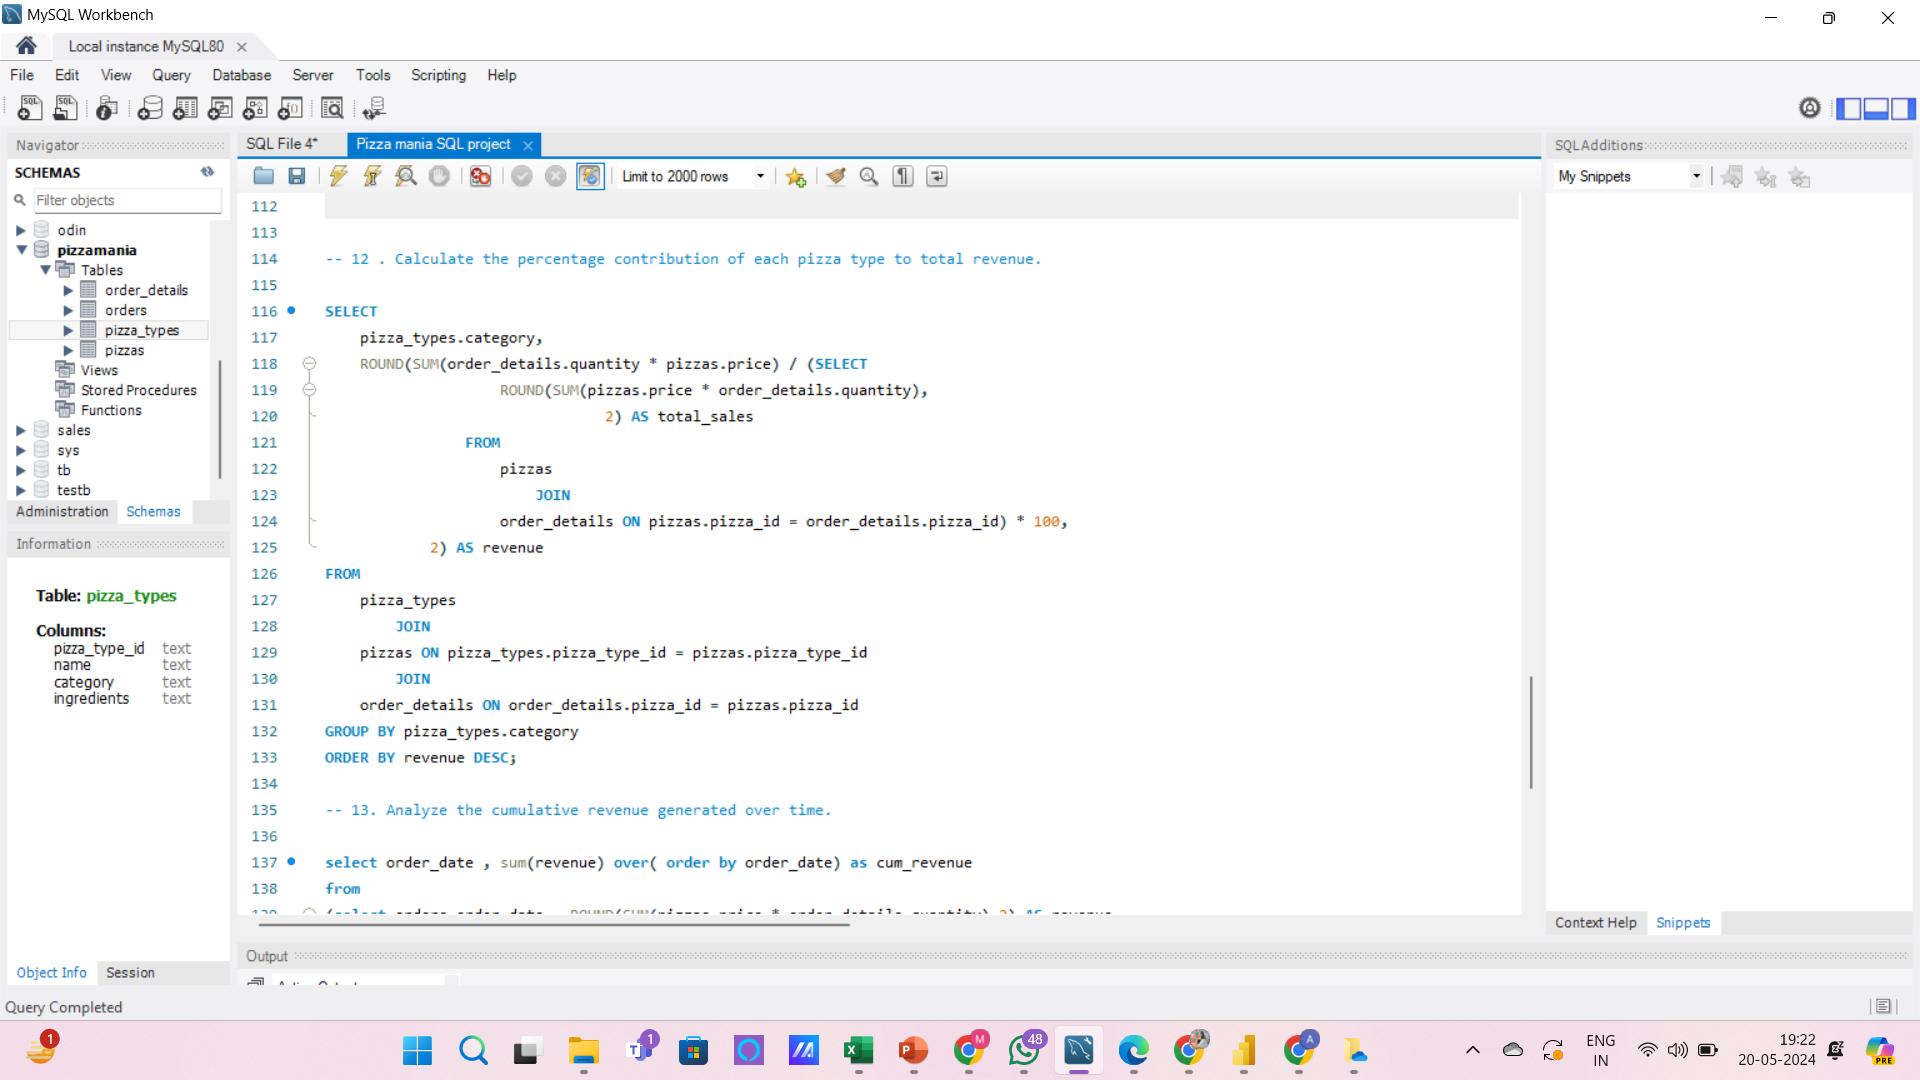 MySQL Workbench
Local instance MySQL80
File Edit View Query Database Server Tools Scripting Help
Navigator
SCHEMAS
Filter objects
odin
pizzamania
Tables
order_details
orders
pizza_types
pizzas
Views
Stored Procedures
Functions
sales
sys
tb
testb
Administration Schemas
Information
Table: pizza_types
Columns:
pizza_type_id text
name text
category text
ingredients text
Object Info Session
SQL File 4* Pizza mania SQL project
Limit to 2000 rows
112
113
114 -- 12 . Calculate the percentage contribution of each pizza type to total revenue.
115
116 SELECT
117 pizza_types.category,
118 ROUND(SUM(order_details.quantity * pizzas.price) / (SELECT
119 ROUND(SUM(pizzas.price * order_details.quantity),
120 2) AS total_sales
121 FROM
122 pizzas
123 JOIN
124 order_details ON pizzas.pizza_id = order_details.pizza_id) * 100,
125 2) AS revenue
126 FROM
127 pizza_types
128 JOIN
129 pizzas ON pizza_types.pizza_type_id = pizzas.pizza_type_id
130 JOIN
131 order_details ON order_details.pizza_id = pizzas.pizza_id
132 GROUP BY pizza_types.category
133 ORDER BY revenue DESC;
134
135 -- 13. Analyze the cumulative revenue generated over time.
136
137 select order_date , sum(revenue) over( order by order_date) as cum_revenue
138 from
Output
SQLAdditions
My Snippets
Context Help Snippets
Query Completed
1
1
M
48
A
ENG
IN
19:22
20-05-2024
PRE